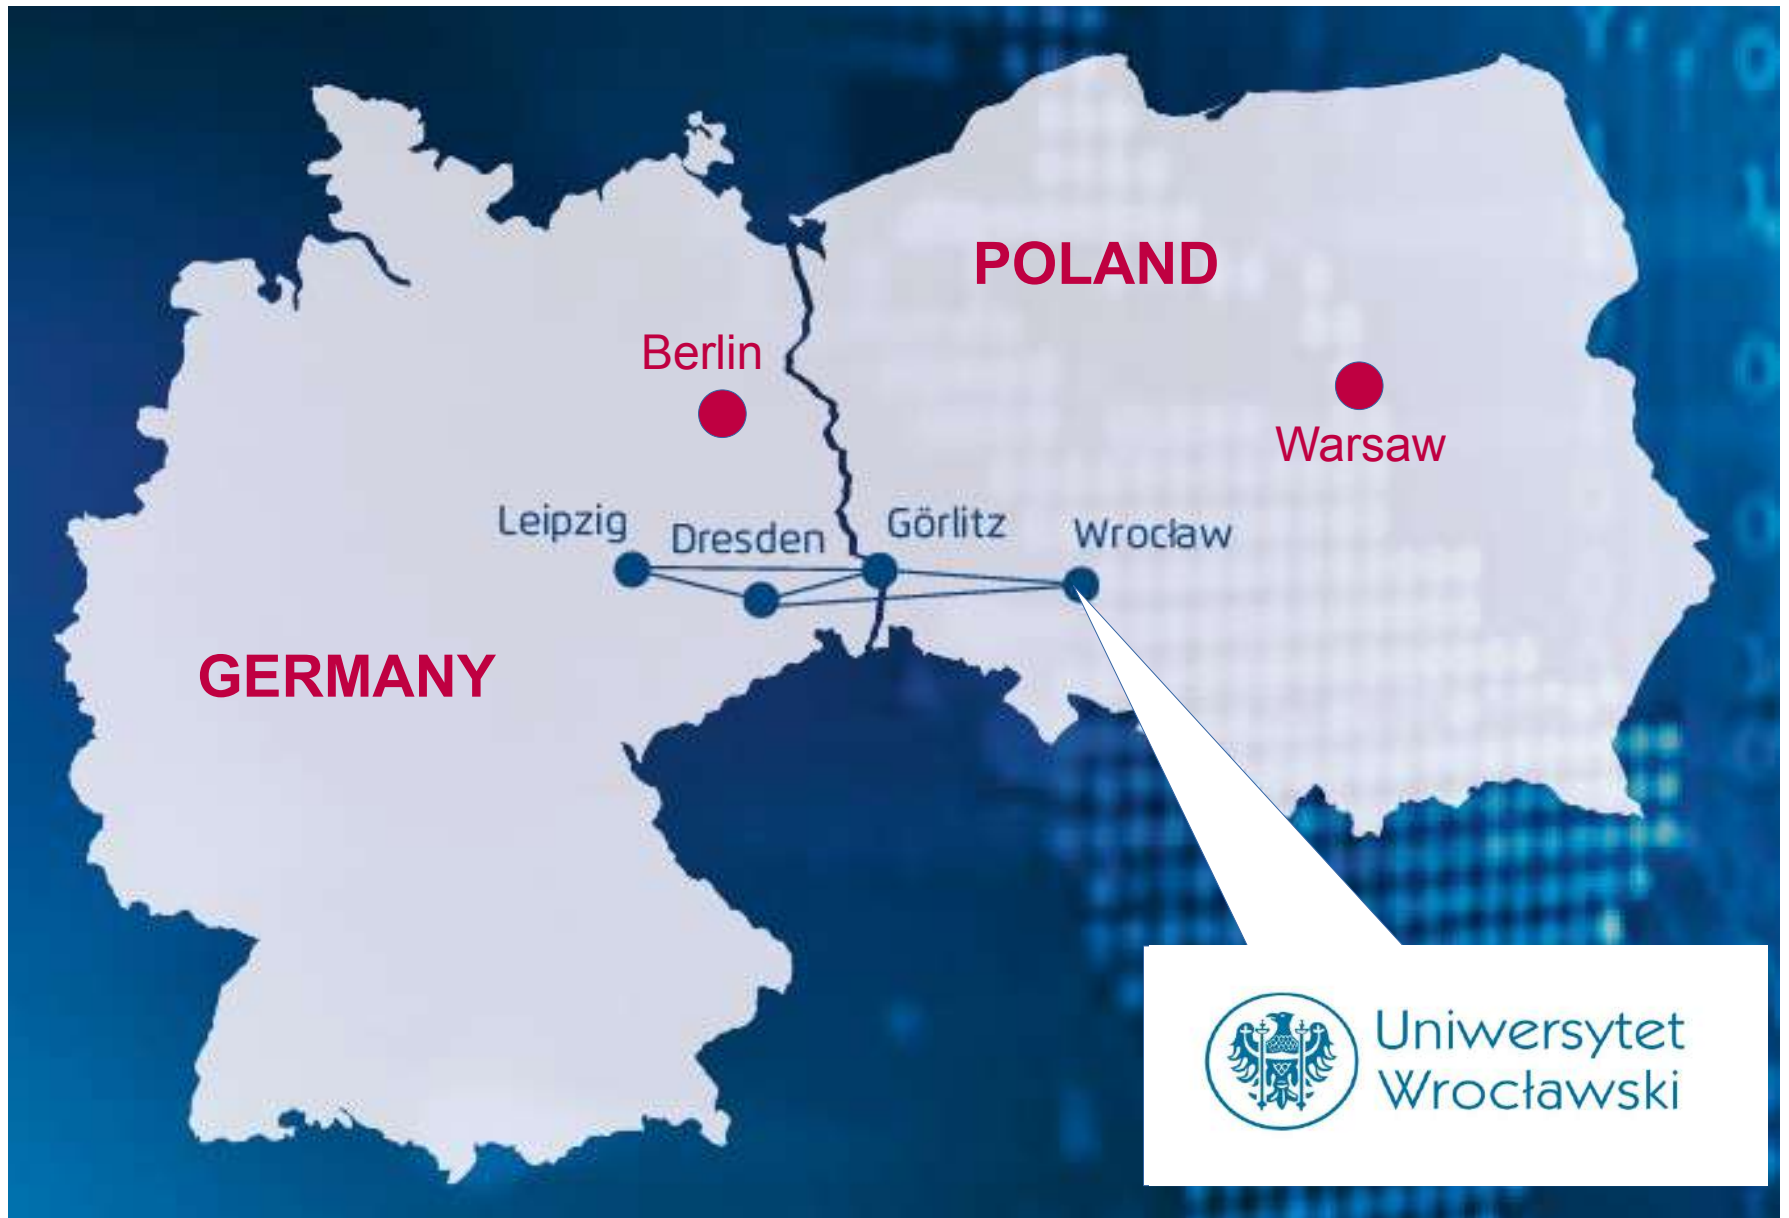 POLAND
Berlin
Warsaw
Leipzig
Dresden
Görlitz
Wrocław
GERMANY
Uniwersytet
Wrocławski